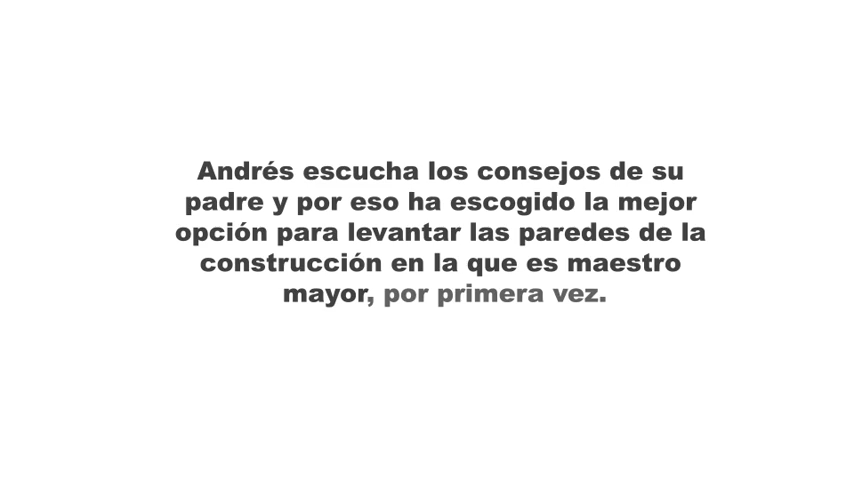 Andrés escucha los consejos de su
padre y por eso ha escogido la mejor
opción para levantar las paredes de la
construcción en la que es maestro
mayor, por primera vez.